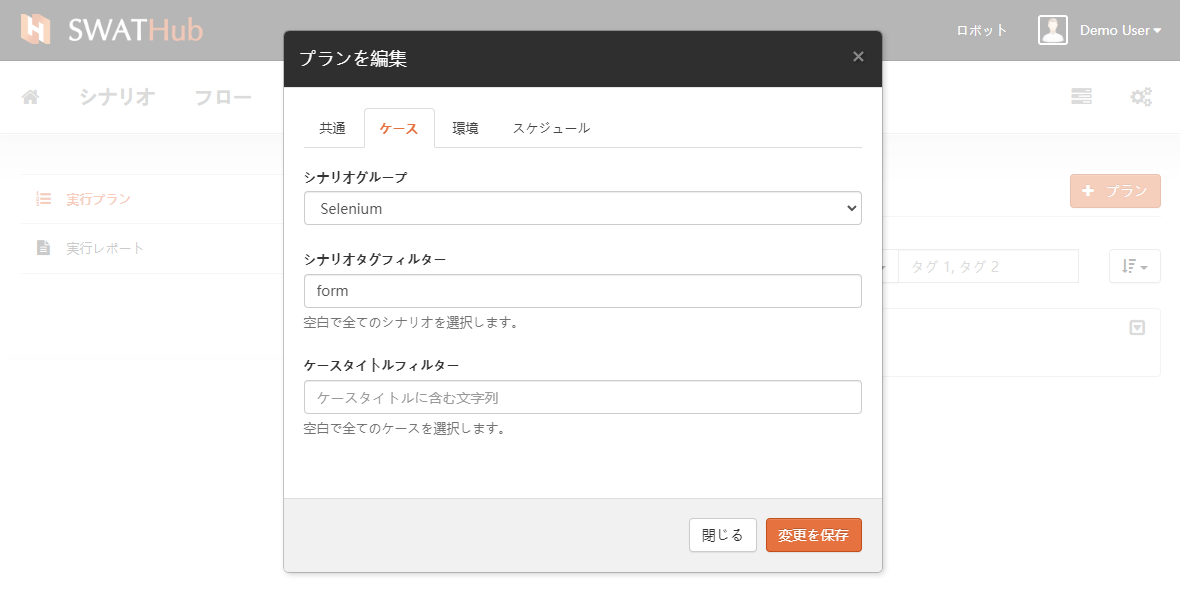 SWATHub
ロボット
Demo User
プランを編集
×
シナリオ
フロー
共通
ケース
環境
スケジュール
シナリオグループ
Selenium
シナリオタグフィルター
form
空白で全てのシナリオを選択します。
ケースタイトルフィルター
ケースタイトルに含む文字列
空白で全てのケースを選択します。
閉じる
変更を保存
実行プラン
実行レポート
+ プラン
タグ 1, タグ 2